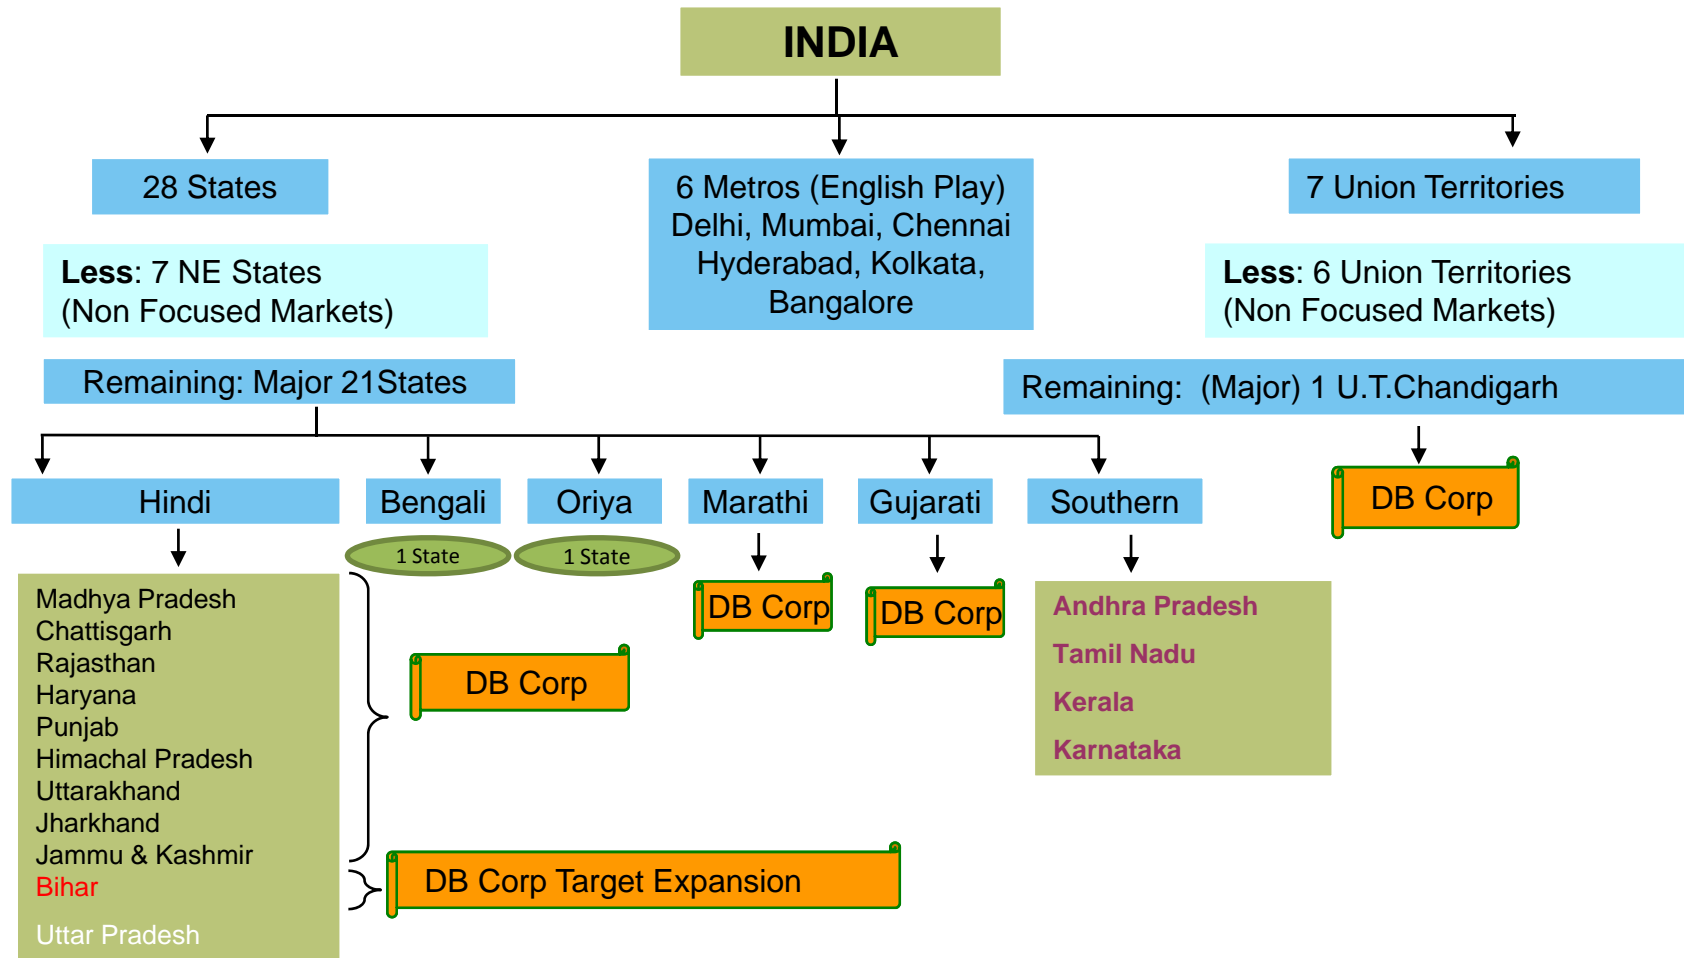 INDIA
28 States
6 Metros (English Play)
Delhi, Mumbai, Chennai
Hyderabad, Kolkata,
Bangalore
7 Union Territories
Less: 7 NE States
(Non Focused Markets)
Less: 6 Union Territories
(Non Focused Markets)
Remaining: Major 21States
Remaining: (Major) 1 U.T.Chandigarh
Hindi
Bengali
Oriya
Marathi
Gujarati
Southern
DB Corp
1 State
1 State
DB Corp
DB Corp
Madhya Pradesh
Chattisgarh
Rajasthan
Haryana
Punjab
Himachal Pradesh
Uttarakhand
Jharkhand
Jammu & Kashmir
Bihar
Uttar Pradesh
DB Corp
DB Corp Target Expansion
Andhra Pradesh
Tamil Nadu
Kerala
Karnataka